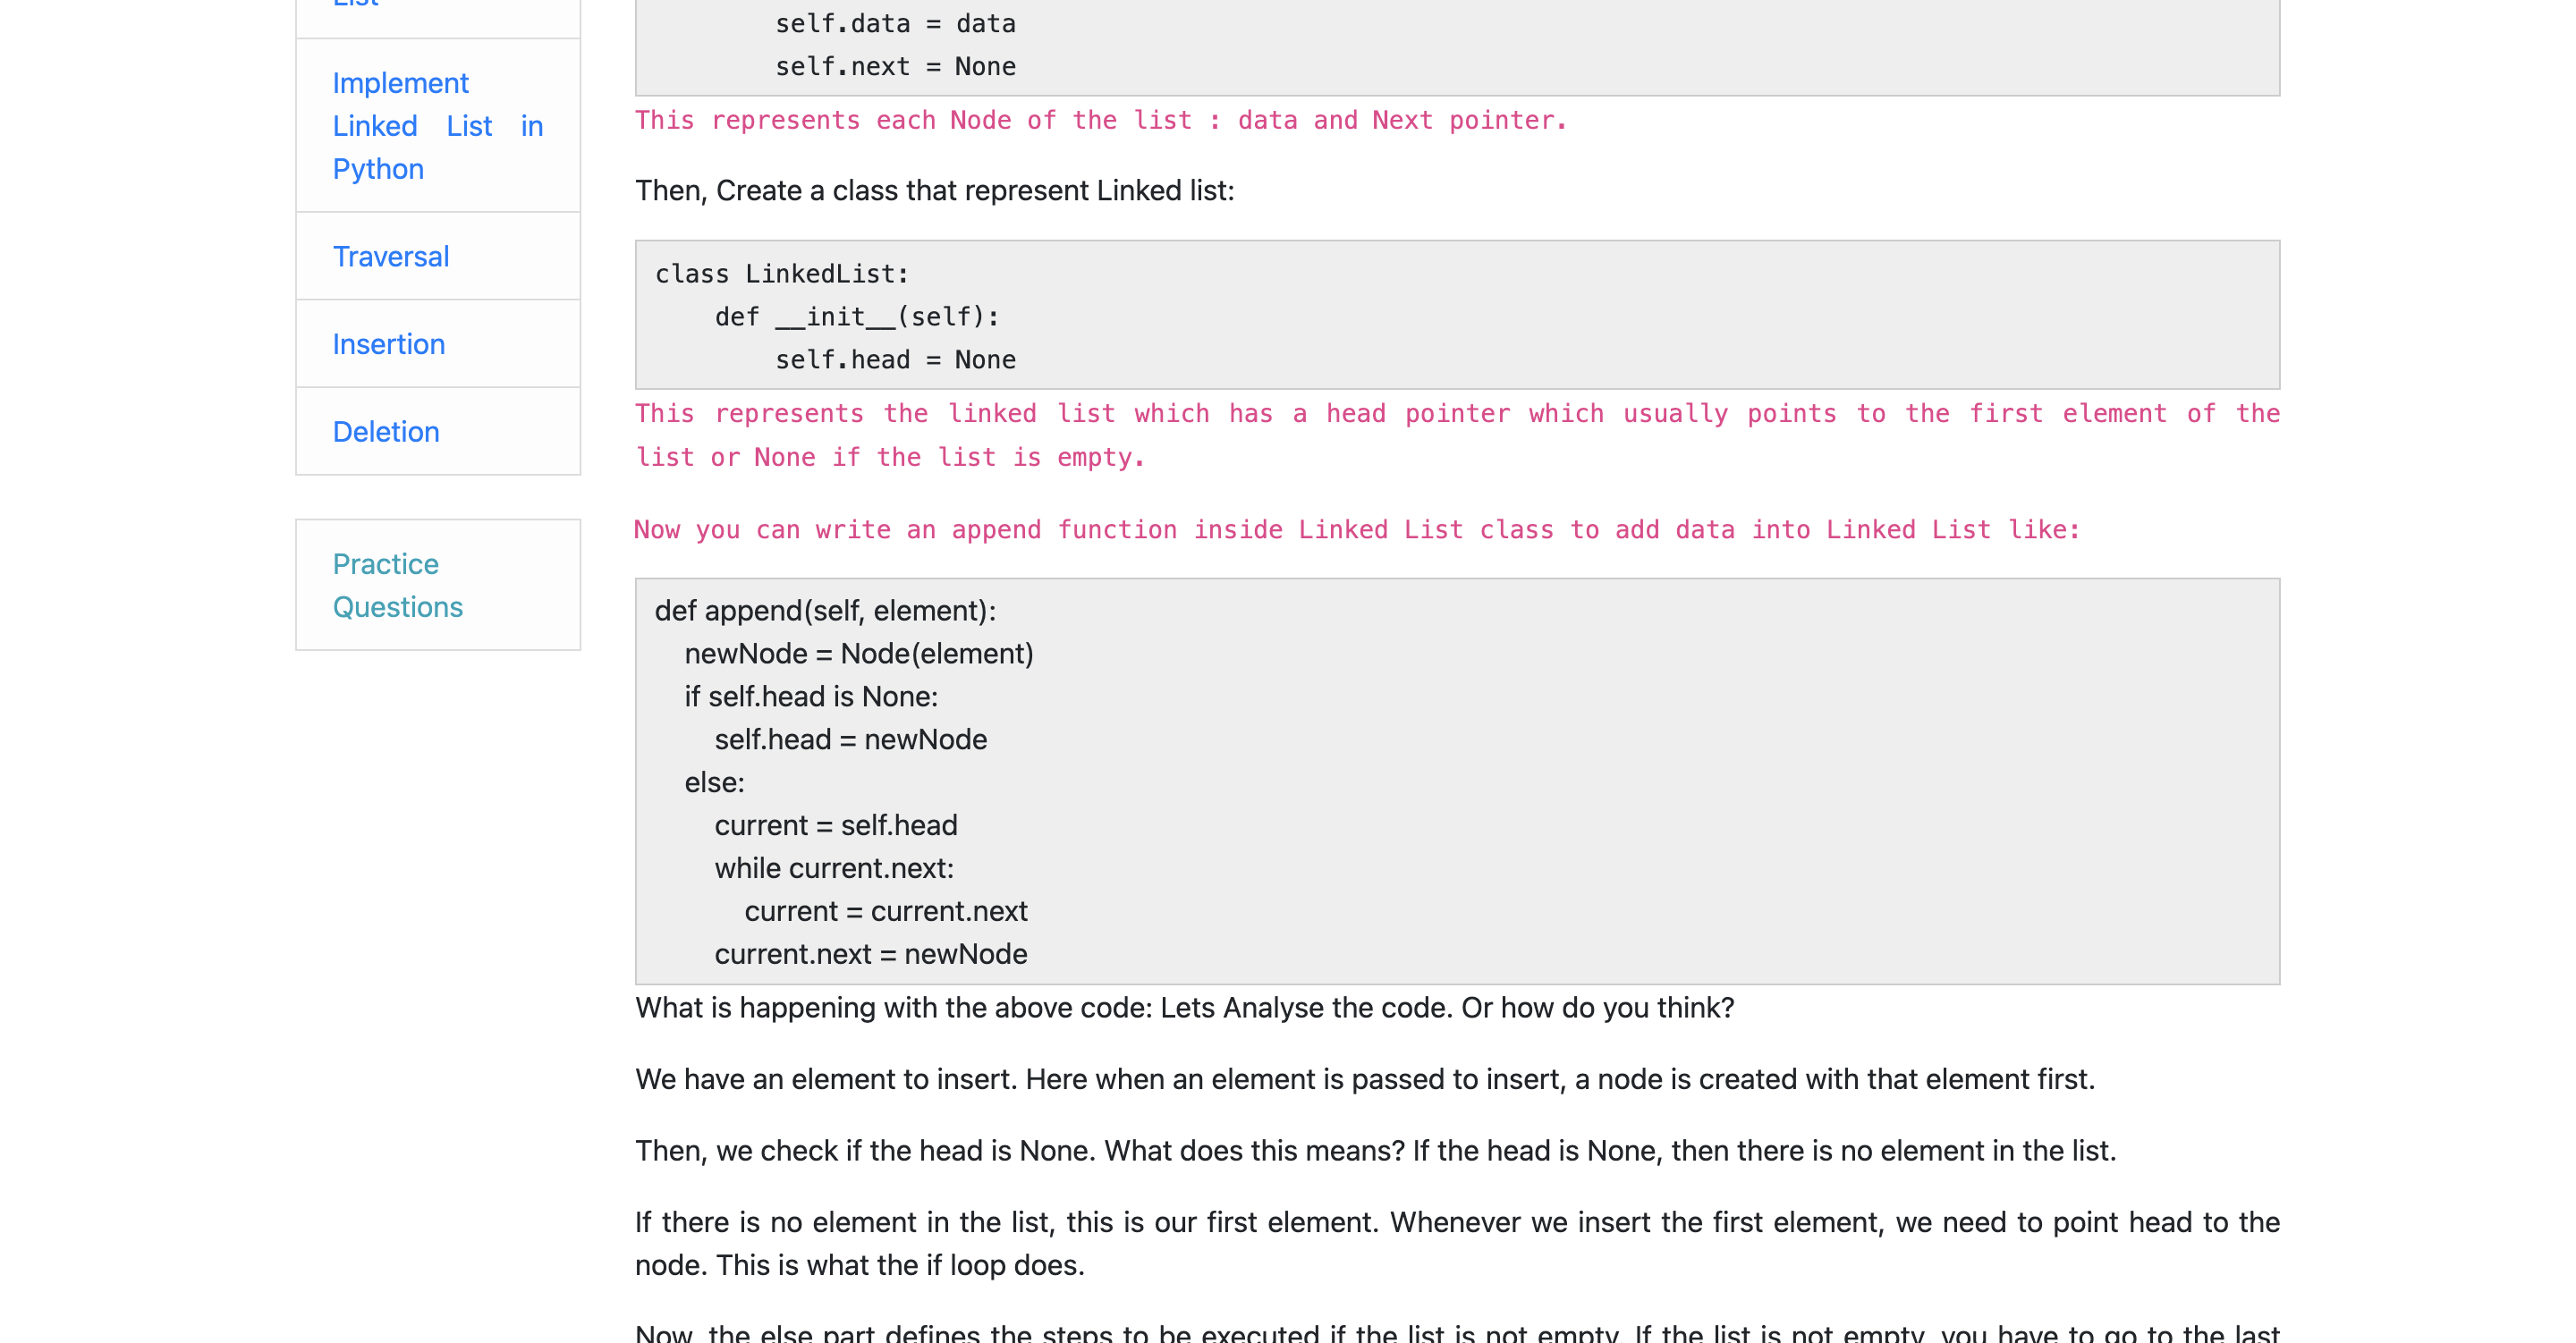 List
Implement
Linked List in
Python
Traversal
Insertion
Deletion
Practice
Questions
self.data = data
self.next = None
This represents each Node of the list : data and Next pointer.
Then, Create a class that represent Linked list:
class LinkedList:
    def __init__(self):
        self.head = None
This represents the linked list which has a head pointer which usually points to the first element of the
list or None if the list is empty.
Now you can write an append function inside Linked List class to add data into Linked List like:
def append(self, element):
    newNode = Node(element)
    if self.head is None:
        self.head = newNode
    else:
        current = self.head
        while current.next:
            current = current.next
        current.next = newNode
What is happening with the above code: Lets Analyse the code. Or how do you think?
We have an element to insert. Here when an element is passed to insert, a node is created with that element first.
Then, we check if the head is None. What does this means? If the head is None, then there is no element in the list.
If there is no element in the list, this is our first element. Whenever we insert the first element, we need to point head to the
node. This is what the if loop does.
Now, the else part defines the steps to be executed if the list is not empty. If the list is not empty, you have to go to the last